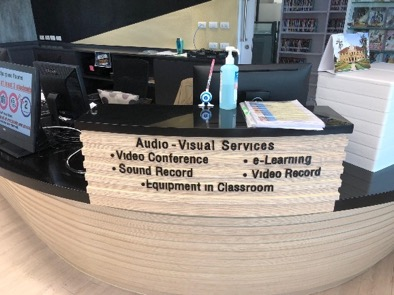 Audio-Visual Services
•Video Conference
•e-Learning
•Sound Record
•Video Record
•Equipment in Classroom